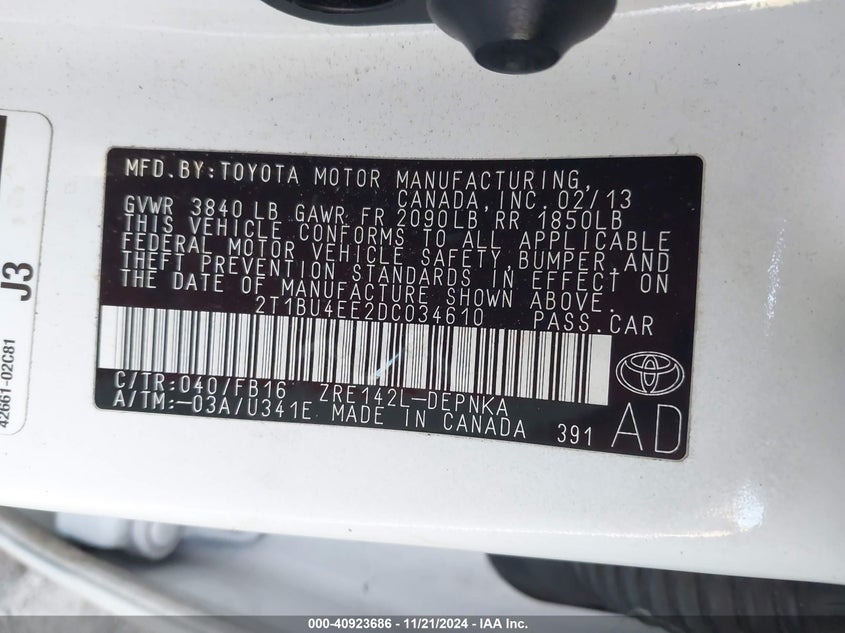 MFD.BY:TOYOTA MOTOR MANUFACTURING,
CANADA, INC. 02/13
GVWR 3840 LB GAWR FR 2090LB RR 1850LB
THIS VEHICLE CONFORMS TO ALL APPLICABLE
FEDERAL MOTOR VEHICLE SAFETY, BUMPER, AND
THEFT PREVENTION STANDARDS IN EFFECT ON
THE DATE OF MANUFACTURE SHOWN ABOVE.
2T1BU4EE2DC034610 PASS.CAR
C/TR:040/FB16 ZRE142L-DEPNKA
A/TM:-03A/U341E MADE IN CANADA 391 AD
J3
42661-02C81
000-40923686 - 11/21/2024 - IAA Inc.